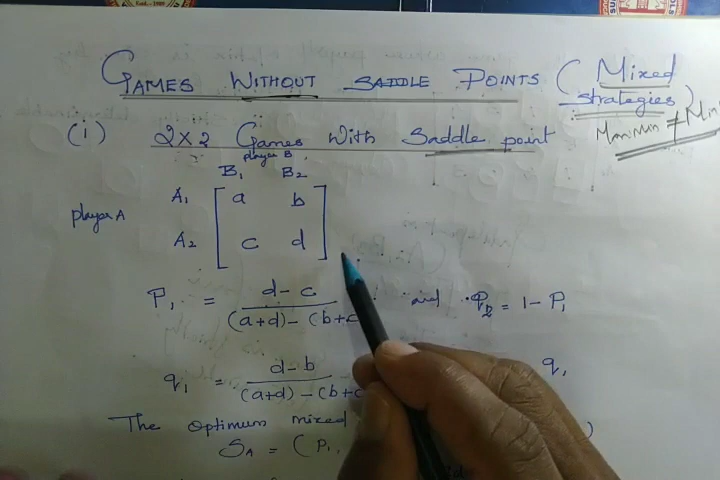 GAMES WITHOUT SADDLE POINTS (Mixed
strategies)
Maximin ≠ Min
(i) 2X2 Games With Saddle point
player B
B₁ B₂
player A A₁ a b
A₂ c d
P₁ = d-c / (a+d)-(b+c and P₂ = 1-P₁
q₁ = d-b / (a+d)-(b+c q₁
The optimum mixed )
S_A = (P₁,